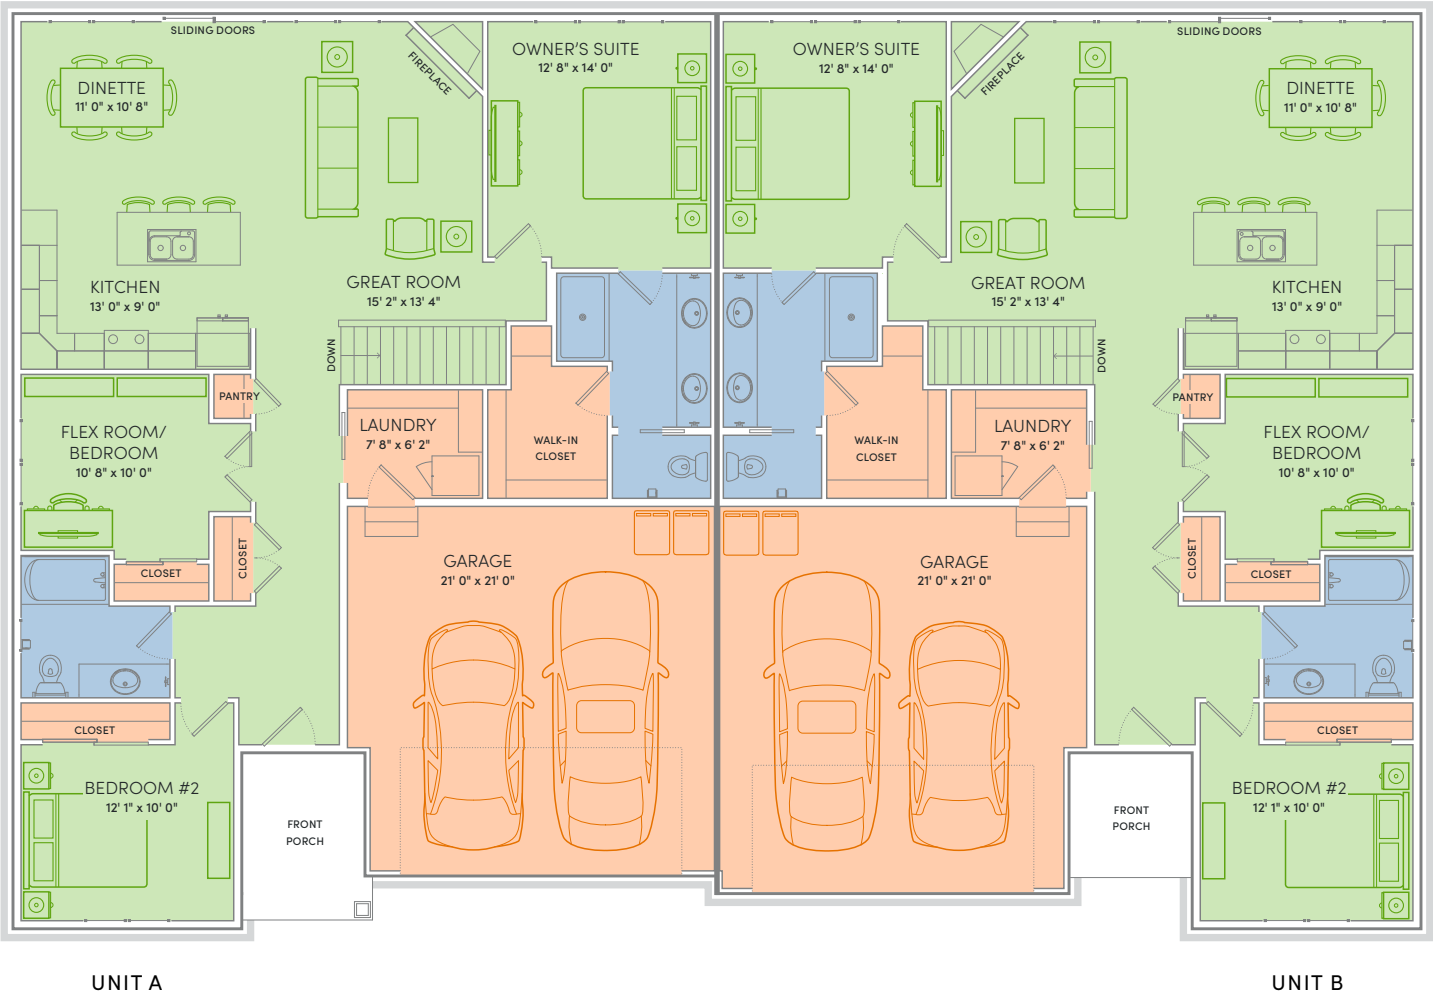 SLIDING DOORS
DINETTE
11' 0" x 10' 8"
FIREPLACE
OWNER'S SUITE
12' 8" x 14' 0"
KITCHEN
13' 0" x 9' 0"
GREAT ROOM
15' 2" x 13' 4"
DOWN
PANTRY
LAUNDRY
7' 8" x 6' 2"
WALK-IN
CLOSET
FLEX ROOM/
BEDROOM
10' 8" x 10' 0"
CLOSET
CLOSET
GARAGE
21' 0" x 21' 0"
CLOSET
BEDROOM #2
12' 1" x 10' 0"
FRONT
PORCH
UNIT A
OWNER'S SUITE
12' 8" x 14' 0"
FIREPLACE
SLIDING DOORS
DINETTE
11' 0" x 10' 8"
GREAT ROOM
15' 2" x 13' 4"
KITCHEN
13' 0" x 9' 0"
DOWN
PANTRY
WALK-IN
CLOSET
LAUNDRY
7' 8" x 6' 2"
FLEX ROOM/
BEDROOM
10' 8" x 10' 0"
CLOSET
CLOSET
GARAGE
21' 0" x 21' 0"
CLOSET
BEDROOM #2
12' 1" x 10' 0"
FRONT
PORCH
UNIT B